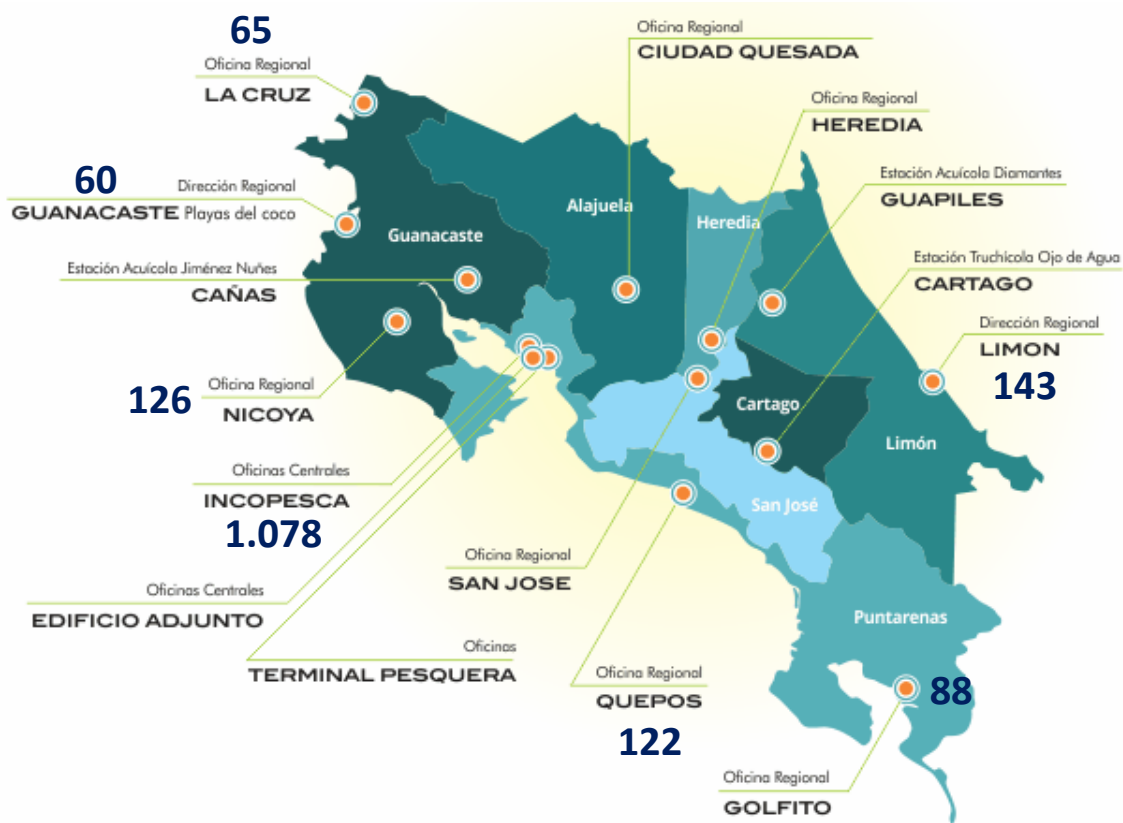 65
Oficina Regional
LA CRUZ
60
Dirección Regional
GUANACASTE Playas del coco
Estación Acuícola Jiménez Nuñes
CAÑAS
126
Oficina Regional
NICOYA
Oficinas Centrales
INCOPESCA
1.078
Oficinas Centrales
EDIFICIO ADJUNTO
Oficinas
TERMINAL PESQUERA
Oficina Regional
SAN JOSE
Oficina Regional
QUEPOS
122
Oficina Regional
GOLFITO
88
Oficina Regional
CIUDAD QUESADA
Oficina Regional
HEREDIA
Estación Acuícola Diamantes
GUAPILES
Estación Truchícola Ojo de Agua
CARTAGO
Dirección Regional
LIMON
143
Guanacaste
Alajuela
Heredia
Cartago
Limón
San José
Puntarenas